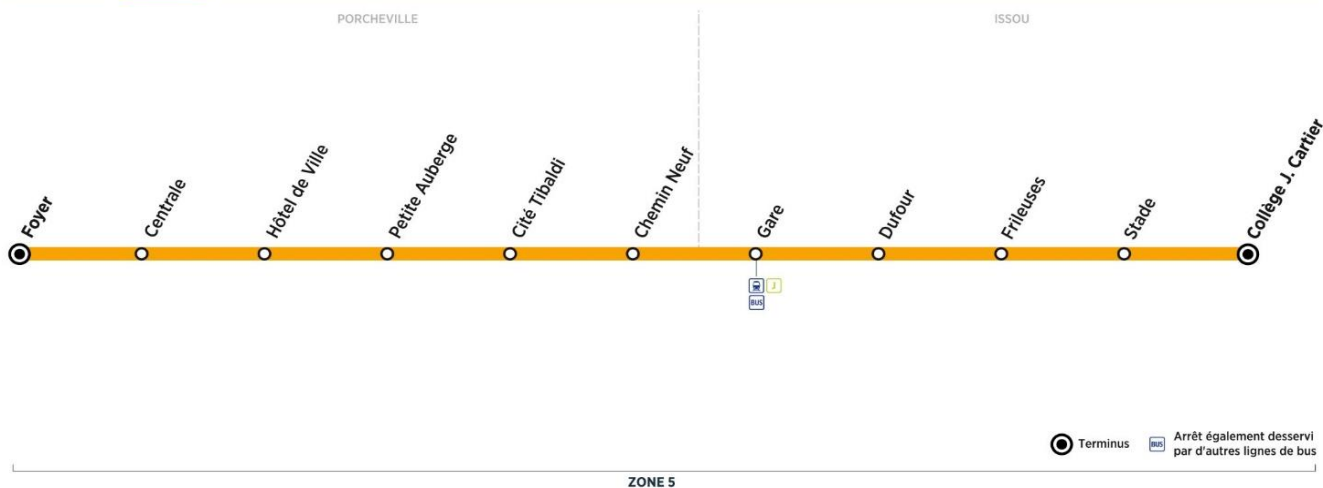 PORCHEVILLE
ISSOU
Foyer
Centrale
Hôtel de Ville
Petite Auberge
Cité Tibaldi
Chemin Neuf
Gare
Dufour
Frileuses
Stade
Collège J. Cartier
J
BUS
Terminus
BUS
Arrêt également desservi
par d'autres lignes de bus
ZONE 5